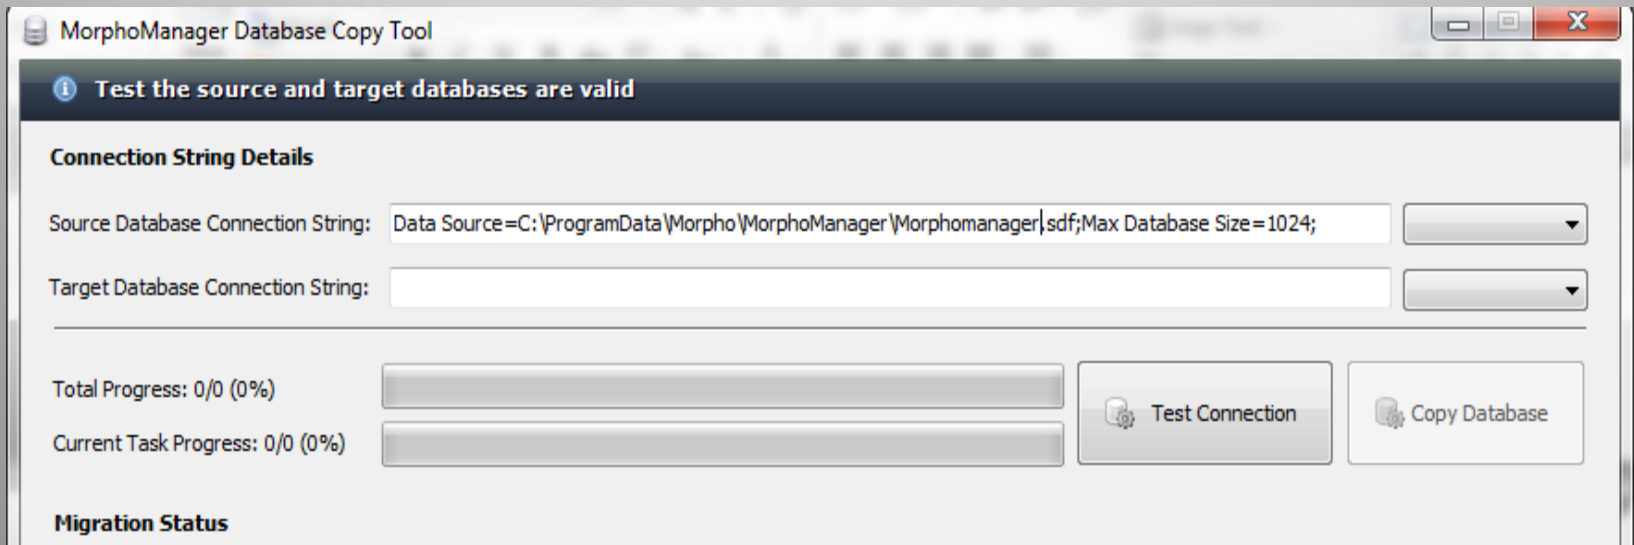 MorphoManager Database Copy Tool
Test the source and target databases are valid
Connection String Details
Source Database Connection String: Data Source=C:\ProgramData\Morpho\MorphoManager\Morphomanager.sdf;Max Database Size=1024;
Target Database Connection String:
Total Progress: 0/0 (0%)
Test Connection
Copy Database
Current Task Progress: 0/0 (0%)
Migration Status